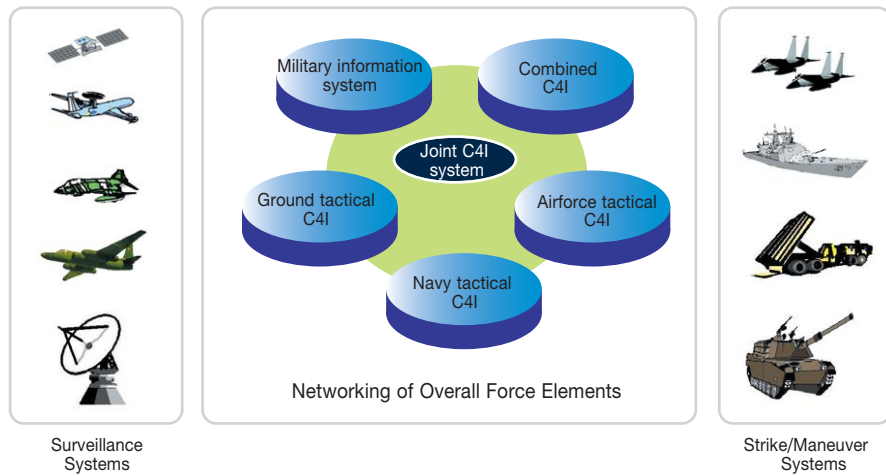 Military information
system
Combined
C4I
Joint C4I
system
Ground tactical
C4I
Airforce tactical
C4I
Navy tactical
C4I
Networking of Overall Force Elements
Surveillance
Systems
Strike/Maneuver
Systems